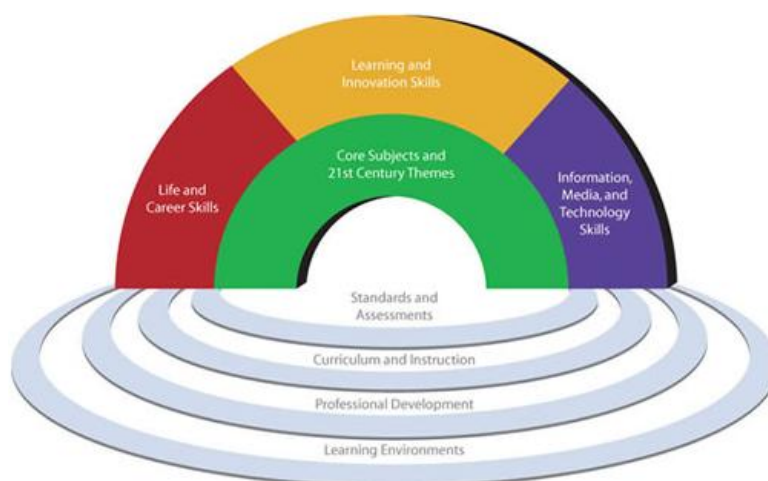 Learning and
Innovation Skills
Core Subjects and
21st Century Themes
Life and
Career Skills
Information,
Media, and
Technology
Skills
Standards and
Assessments
Curriculum and Instruction
Professional Development
Learning Environments